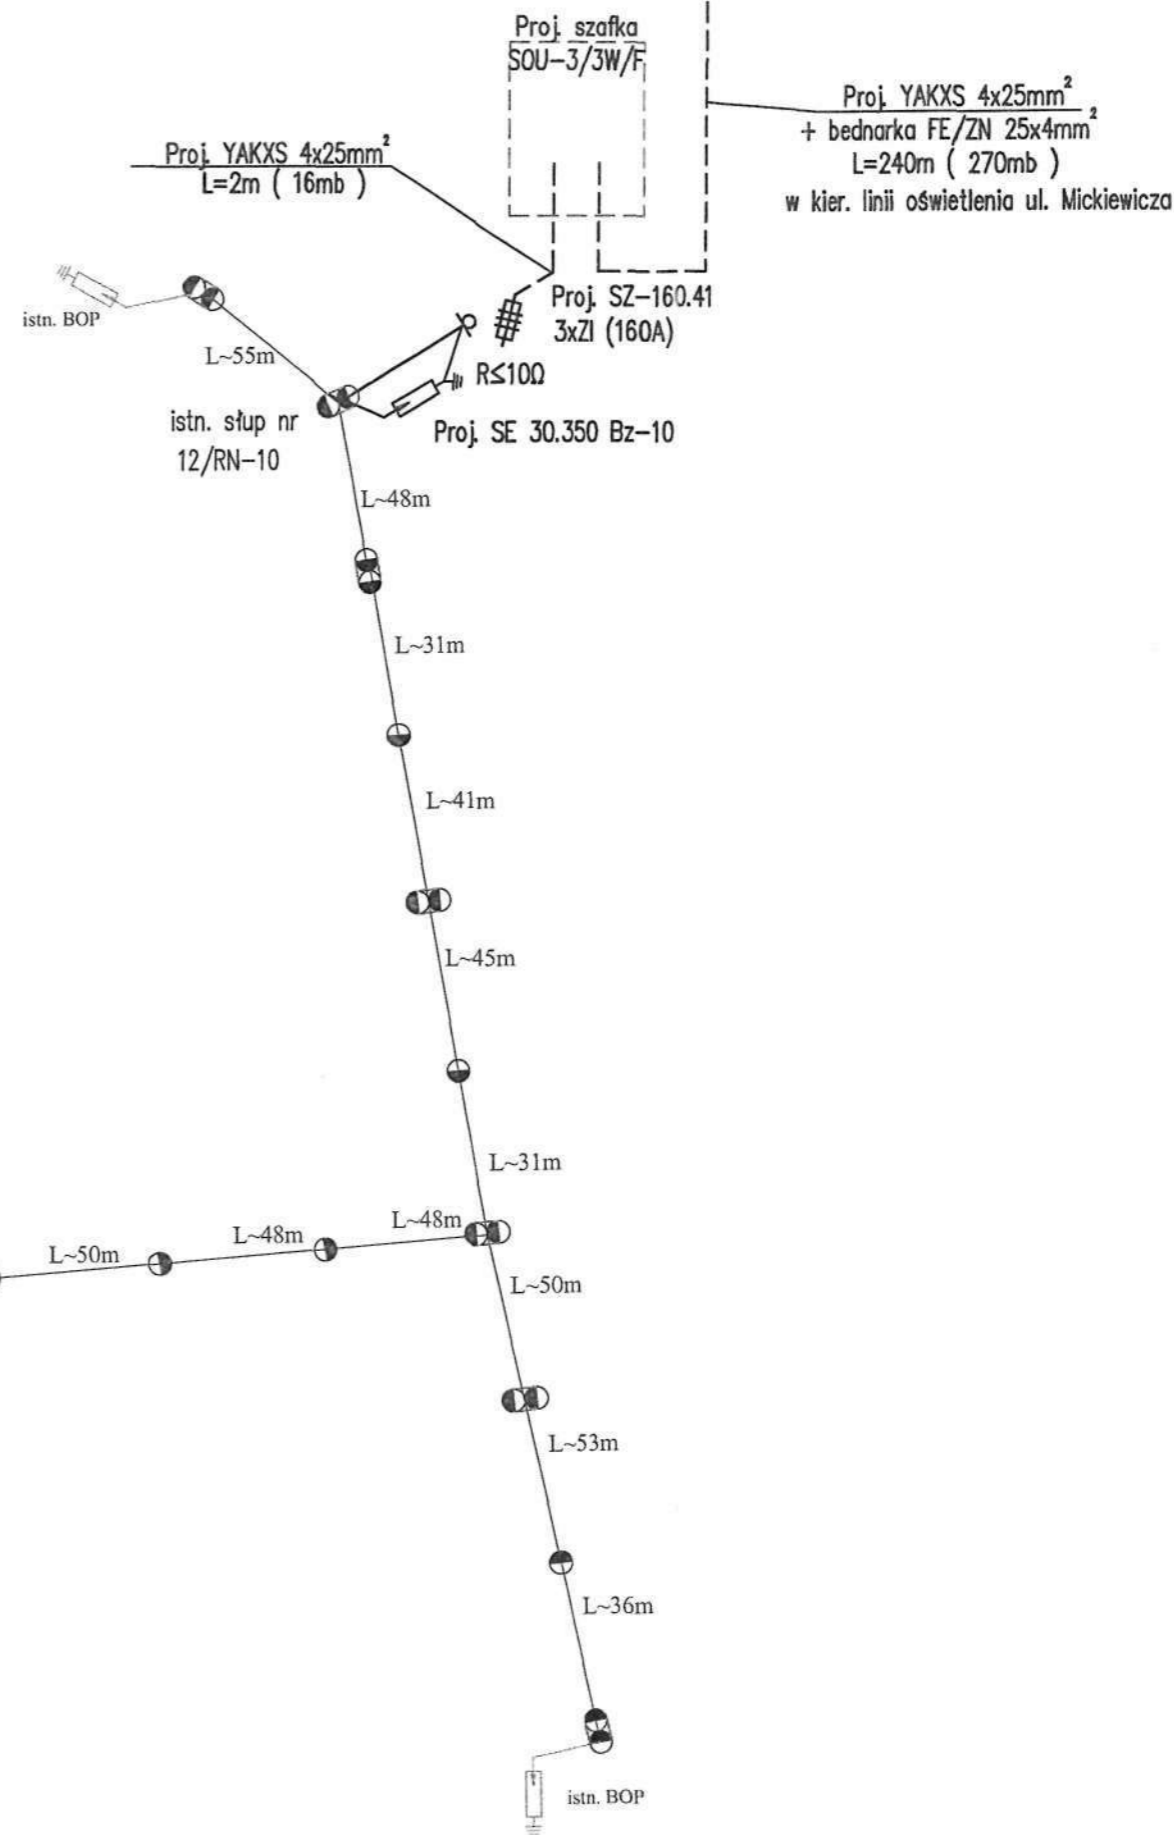 Proj. szafka
SOU-3/3W/F
Proj. YAKXS 4x25mm²
+ bednarka FE/ZN 25x4mm²
L=240m ( 270mb )
w kier. linii oświetlenia ul. Mickiewicza
Proj. YAKXS 4x25mm²
L=2m ( 16mb )
istn. BOP
Proj. SZ-160.41
3xZI (160A)
L~55m
R≤10Ω
istn. słup nr
12/RN-10
Proj. SE 30.350 Bz-10
L~48m
L~31m
L~41m
L~45m
L~31m
L~48m
L~48m
L~50m
L~50m
L~53m
L~36m
istn. BOP